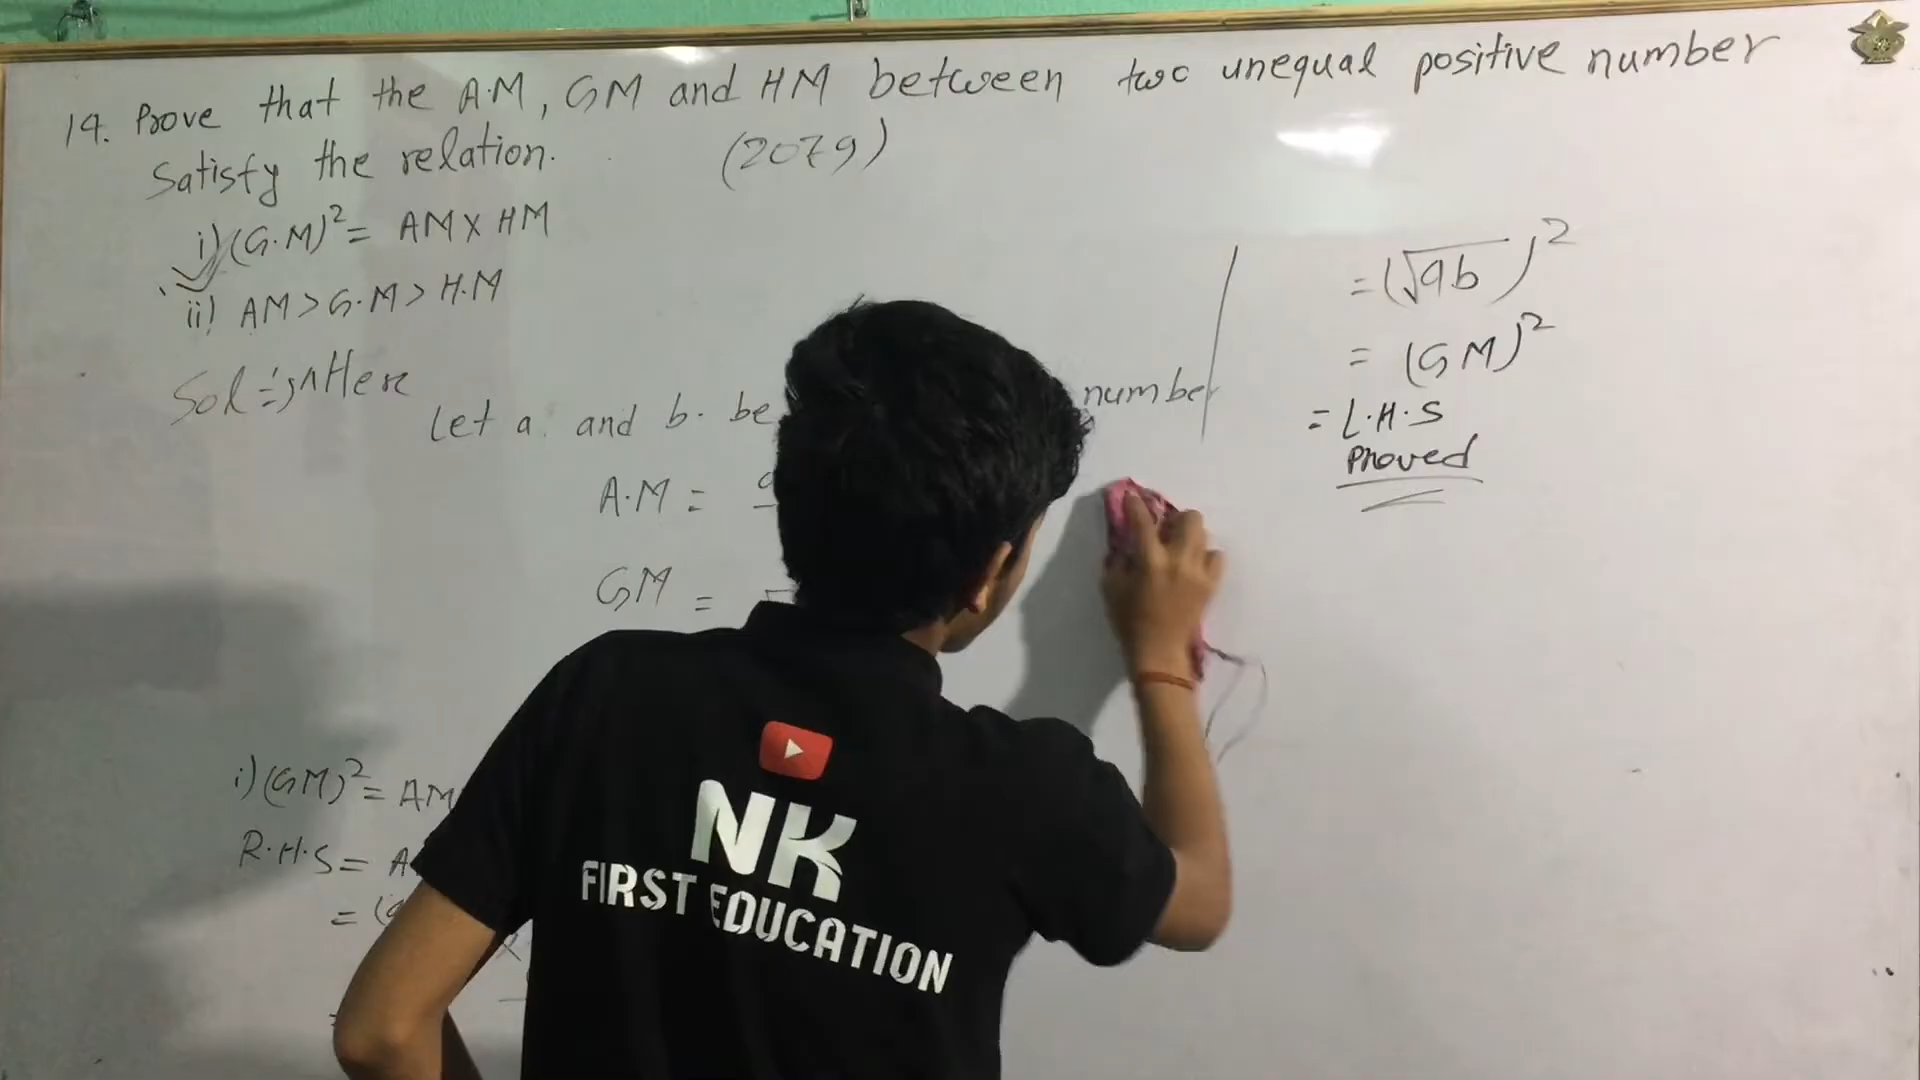 14. Prove that the A.M, GM and HM between two unequal positive number
Satisfy the relation. (2079)
i) (G.M)² = AM X HM
ii) AM > G.M > H.M
Here
Let a and b. be number
A.M =
GM =
i) (GM)² = AM
R.H.S =
= (√ab)²
= (GM)²
= L.H.S
Proved
NK
FIRST EDUCATION